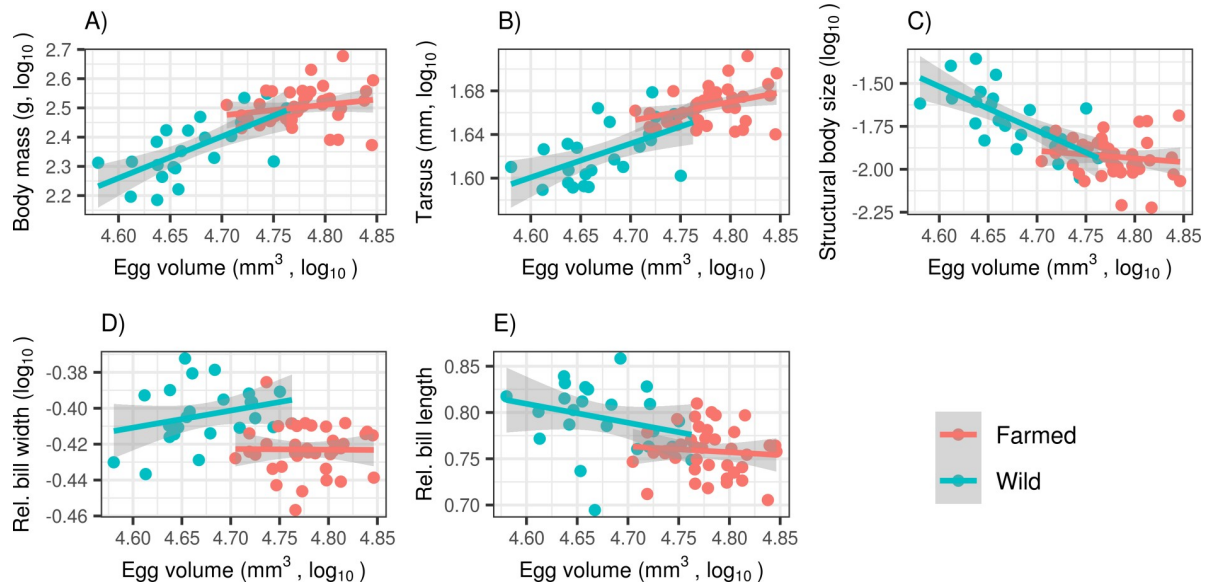 A)
B)
C)
Body mass (g, log₁₀)
2.7
2.6
2.5
2.4
2.3
2.2
4.60 4.65 4.70 4.75 4.80 4.85
Egg volume (mm³ , log₁₀ )
Tarsus (mm, log₁₀)
1.68
1.64
1.60
4.60 4.65 4.70 4.75 4.80 4.85
Egg volume (mm³ , log₁₀ )
Structural body size (log₁₀)
-1.50
-1.75
-2.00
-2.25
4.60 4.65 4.70 4.75 4.80 4.85
Egg volume (mm³ , log₁₀ )
D)
E)
Rel. bill width (log₁₀)
-0.38
-0.40
-0.42
-0.44
-0.46
4.60 4.65 4.70 4.75 4.80 4.85
Egg volume (mm³ , log₁₀ )
Rel. bill length
0.85
0.80
0.75
0.70
4.60 4.65 4.70 4.75 4.80 4.85
Egg volume (mm³ , log₁₀ )
Farmed
Wild